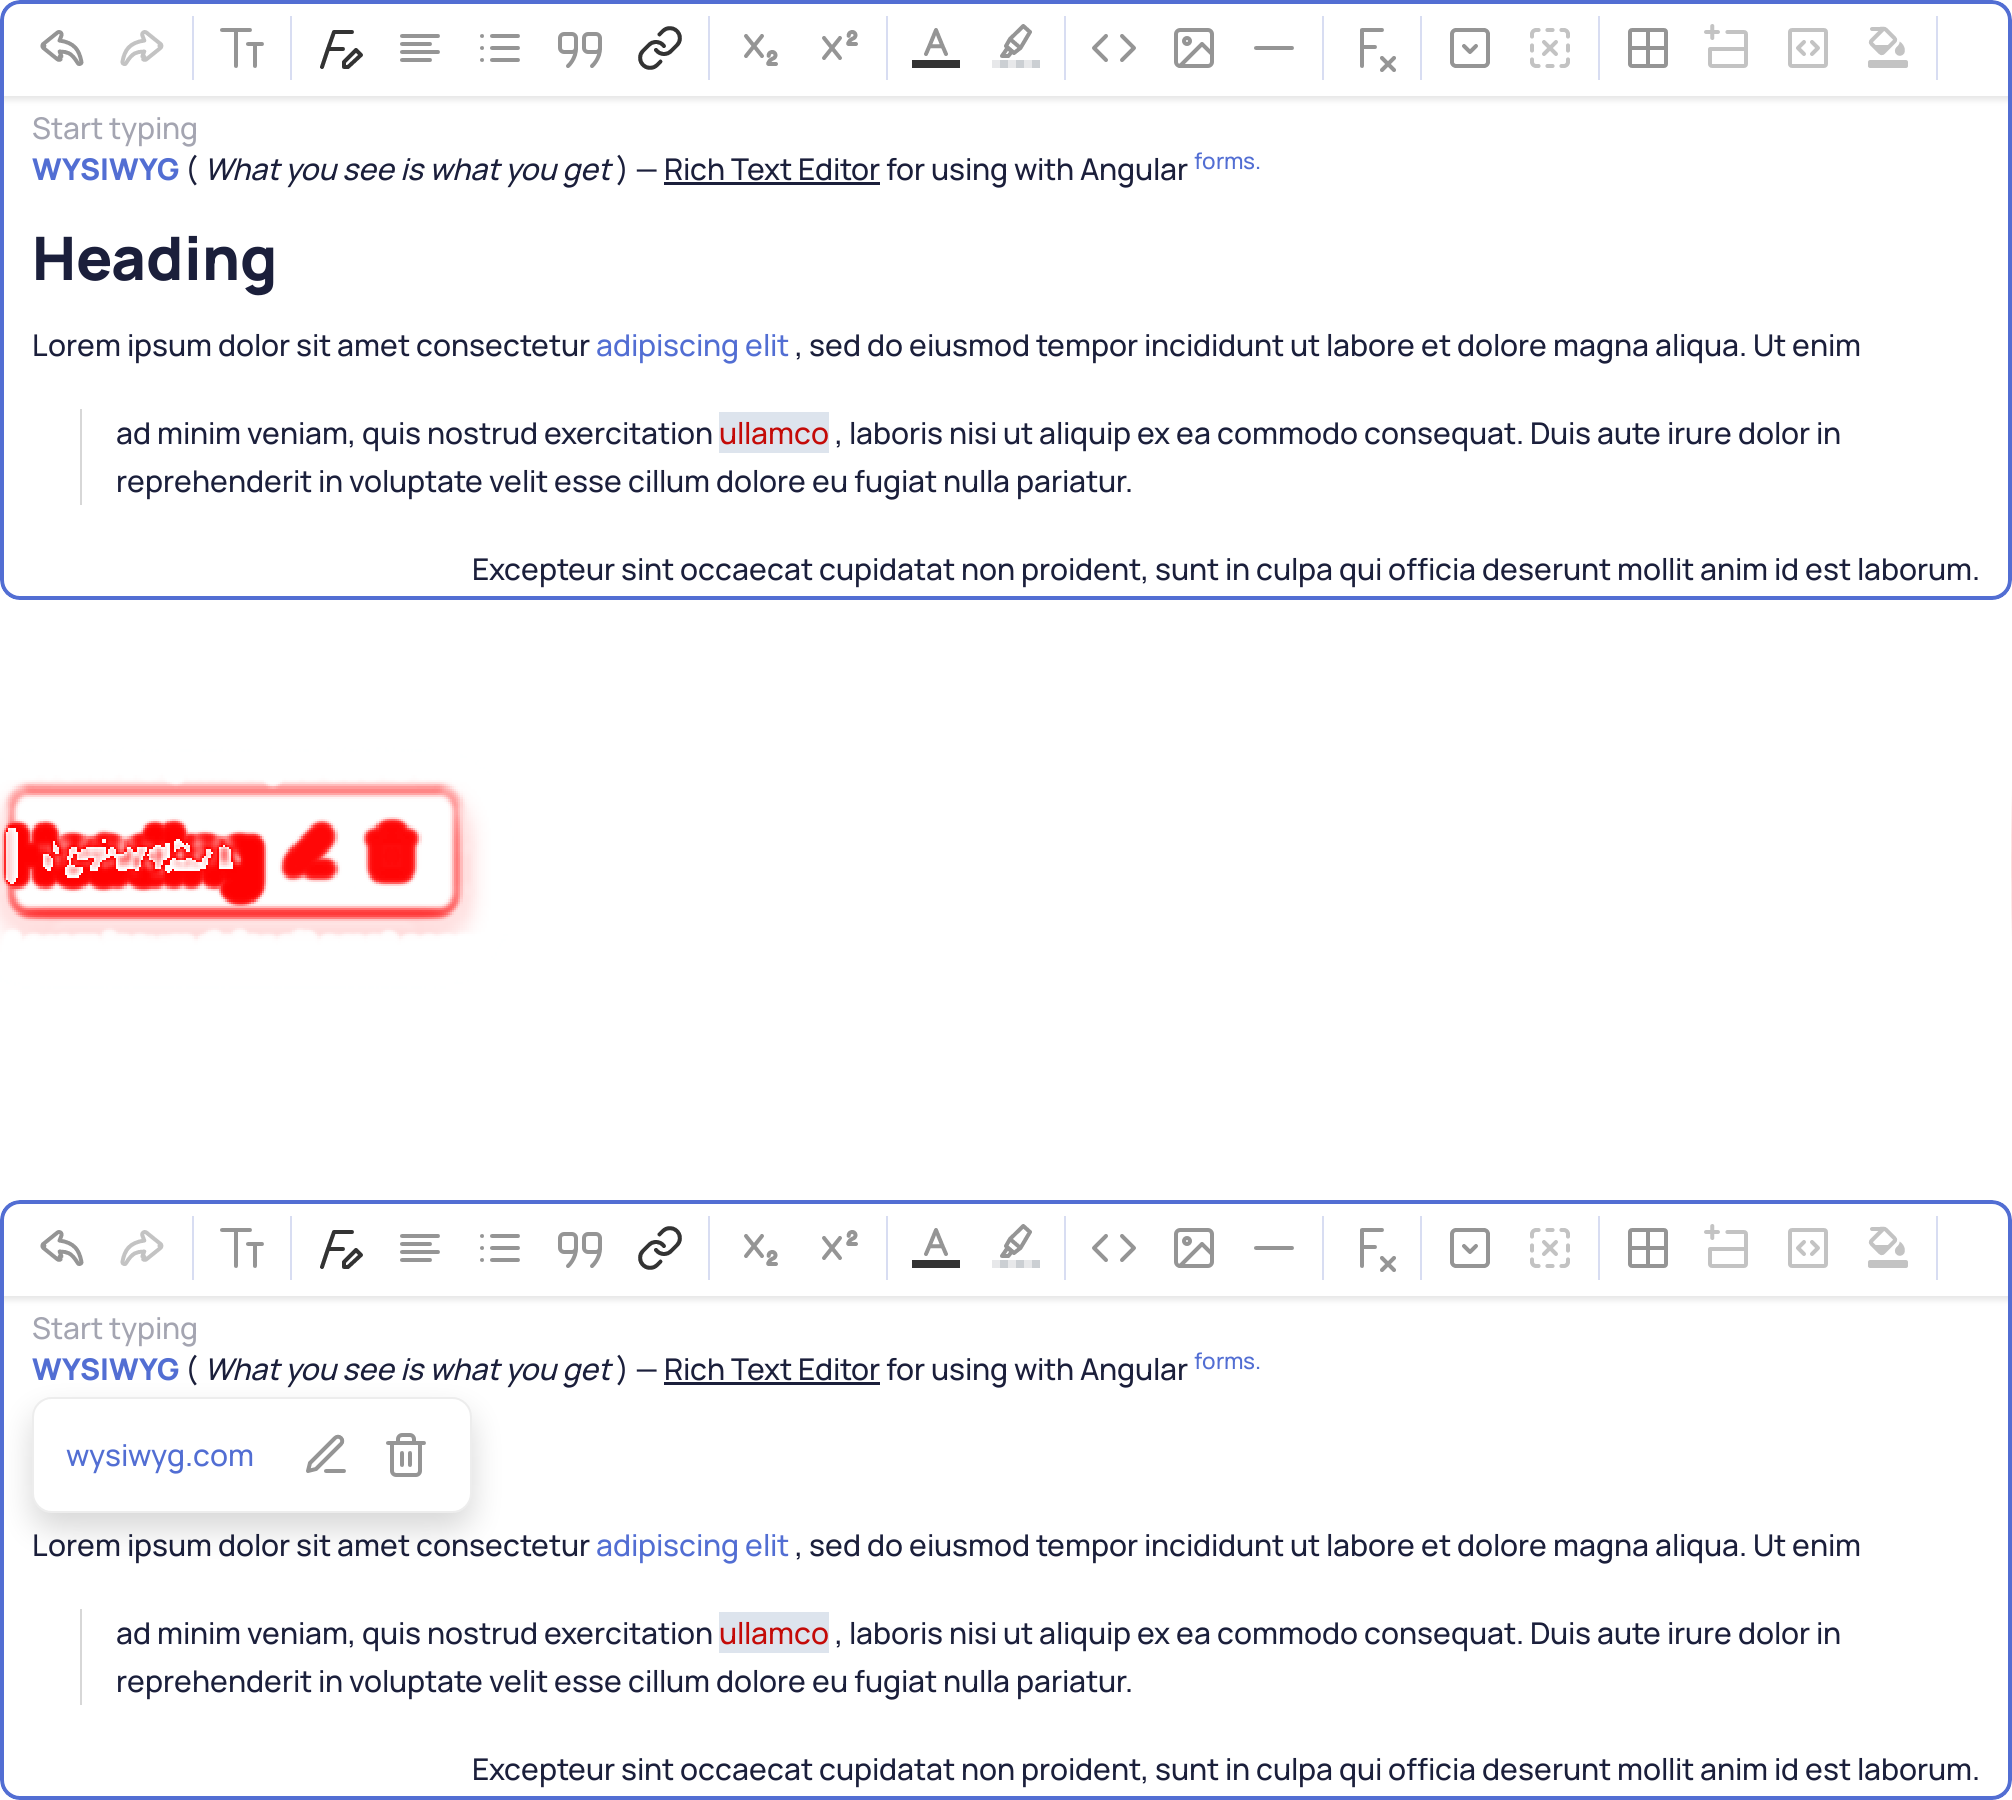 Start typing
WYSIWYG ( What you see is what you get ) — Rich Text Editor for using with Angular forms.
Heading
Lorem ipsum dolor sit amet consectetur adipiscing elit , sed do eiusmod tempor incididunt ut labore et dolore magna aliqua. Ut enim
ad minim veniam, quis nostrud exercitation ullamco , laboris nisi ut aliquip ex ea commodo consequat. Duis aute irure dolor in
reprehenderit in voluptate velit esse cillum dolore eu fugiat nulla pariatur.
Excepteur sint occaecat cupidatat non proident, sunt in culpa qui officia deserunt mollit anim id est laborum.
Start typing
WYSIWYG ( What you see is what you get ) — Rich Text Editor for using with Angular forms.
wysiwyg.com
Lorem ipsum dolor sit amet consectetur adipiscing elit , sed do eiusmod tempor incididunt ut labore et dolore magna aliqua. Ut enim
ad minim veniam, quis nostrud exercitation ullamco , laboris nisi ut aliquip ex ea commodo consequat. Duis aute irure dolor in
reprehenderit in voluptate velit esse cillum dolore eu fugiat nulla pariatur.
Excepteur sint occaecat cupidatat non proident, sunt in culpa qui officia deserunt mollit anim id est laborum.